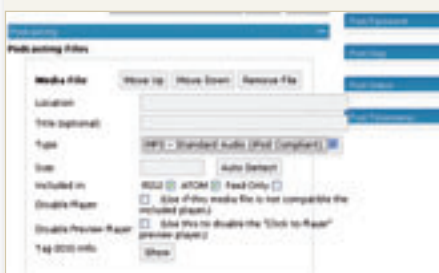 Podcasting
Post Password
Podcasting Files
Post Slug
Media File Move Up Move Down Remove File
Post Status
Location
Title (optional)
Post Timestamp
Type MP3 - Standard Audio (iPod Compliant)
Size Auto Detect
Included in: RSS2 ATOM Feed Only
Disable Player (Use if this media file is not compatible the
included player.)
Disable Preview Player (Use this to disable the "Click to Player"
preview player.)
Tag (ID3) Info Show